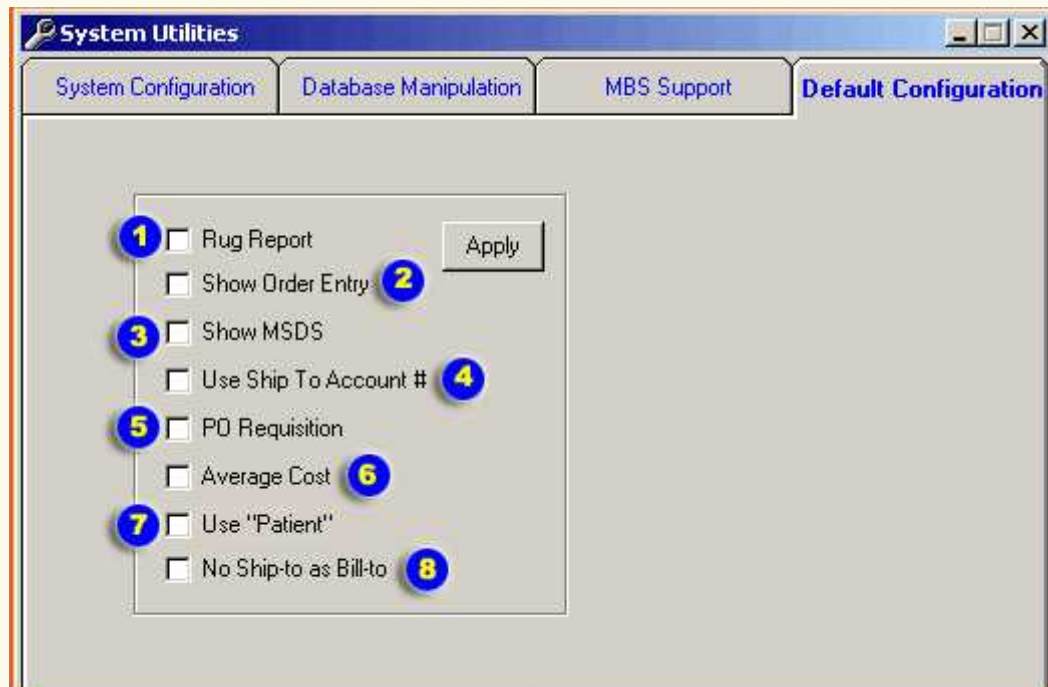 System Utilities
System Configuration Database Manipulation MBS Support Default Configuration
1 Rug Report Apply
Show Order Entry 2
3 Show MSDS
Use Ship To Account # 4
5 PO Requisition
Average Cost 6
7 Use "Patient"
No Ship-to as Bill-to 8